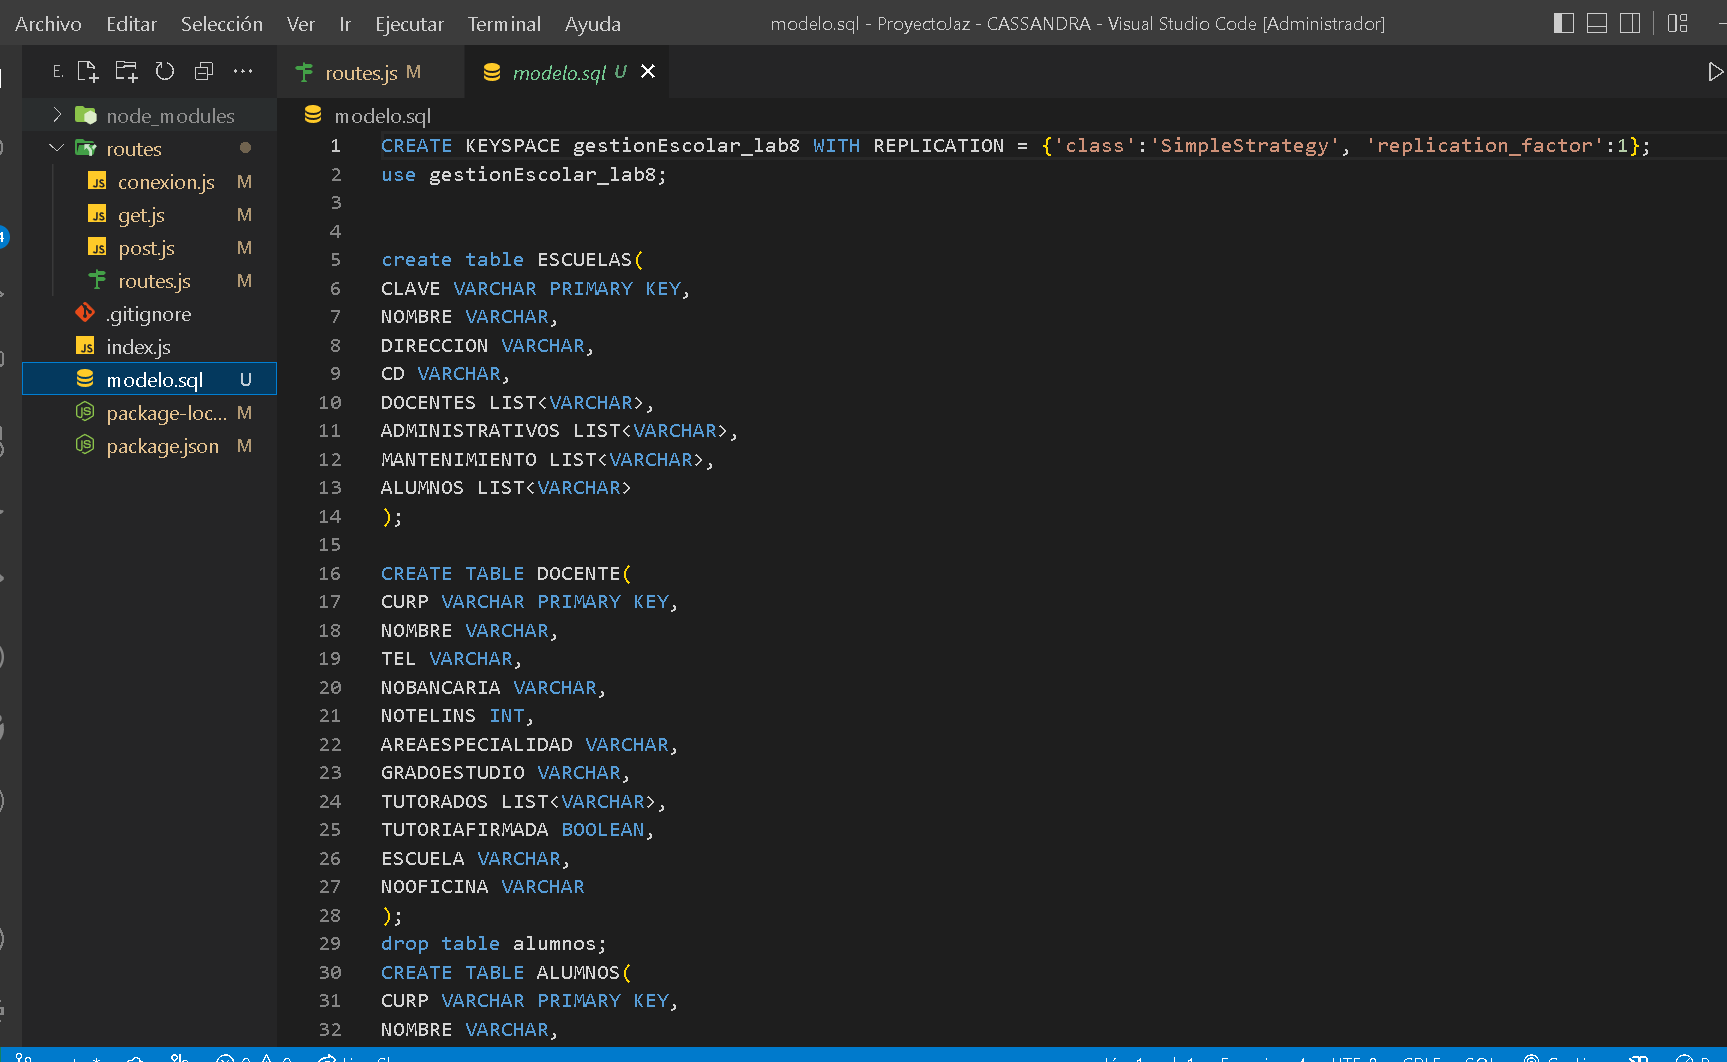 Archivo Editar Selección Ver Ir Ejecutar Terminal Ayuda modelo.sql - ProyectoJaz - CASSANDRA - Visual Studio Code [Administrador]
E. routes.js M modelo.sql U
node_modules
routes
conexion.js M
get.js M
post.js M
routes.js M
.gitignore
index.js
modelo.sql U
package-loc... M
package.json M
modelo.sql
1 CREATE KEYSPACE gestionEscolar_lab8 WITH REPLICATION = {'class':'SimpleStrategy', 'replication_factor':1};
2 use gestionEscolar_lab8;
3
4
5 create table ESCUELAS(
6 CLAVE VARCHAR PRIMARY KEY,
7 NOMBRE VARCHAR,
8 DIRECCION VARCHAR,
9 CD VARCHAR,
10 DOCENTES LIST<VARCHAR>,
11 ADMINISTRATIVOS LIST<VARCHAR>,
12 MANTENIMIENTO LIST<VARCHAR>,
13 ALUMNOS LIST<VARCHAR>
14 );
15
16 CREATE TABLE DOCENTE(
17 CURP VARCHAR PRIMARY KEY,
18 NOMBRE VARCHAR,
19 TEL VARCHAR,
20 NOBANCARIA VARCHAR,
21 NOTELINS INT,
22 AREAESPECIALIDAD VARCHAR,
23 GRADOESTUDIO VARCHAR,
24 TUTORADOS LIST<VARCHAR>,
25 TUTORIAFIRMADA BOOLEAN,
26 ESCUELA VARCHAR,
27 NOOFICINA VARCHAR
28 );
29 drop table alumnos;
30 CREATE TABLE ALUMNOS(
31 CURP VARCHAR PRIMARY KEY,
32 NOMBRE VARCHAR,